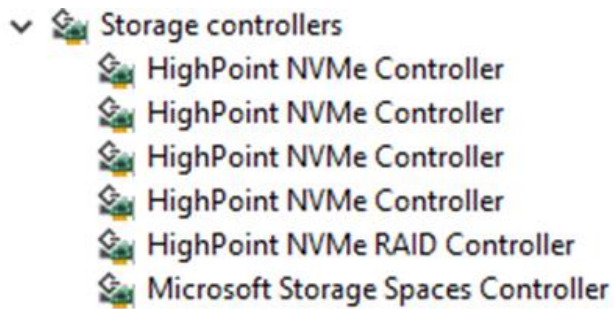 Storage controllers
HighPoint NVMe Controller
HighPoint NVMe Controller
HighPoint NVMe Controller
HighPoint NVMe Controller
HighPoint NVMe RAID Controller
Microsoft Storage Spaces Controller